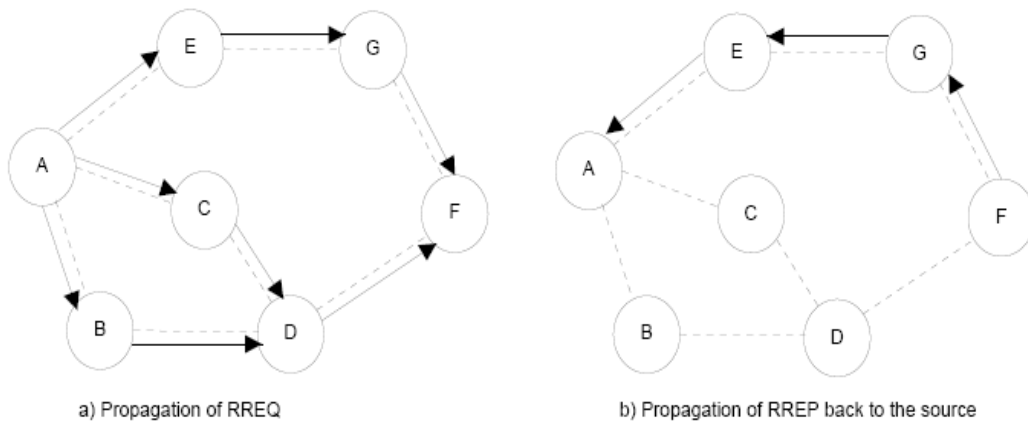 E
G
A
C
F
B
D
a) Propagation of RREQ
E
G
A
C
F
B
D
b) Propagation of RREP back to the source